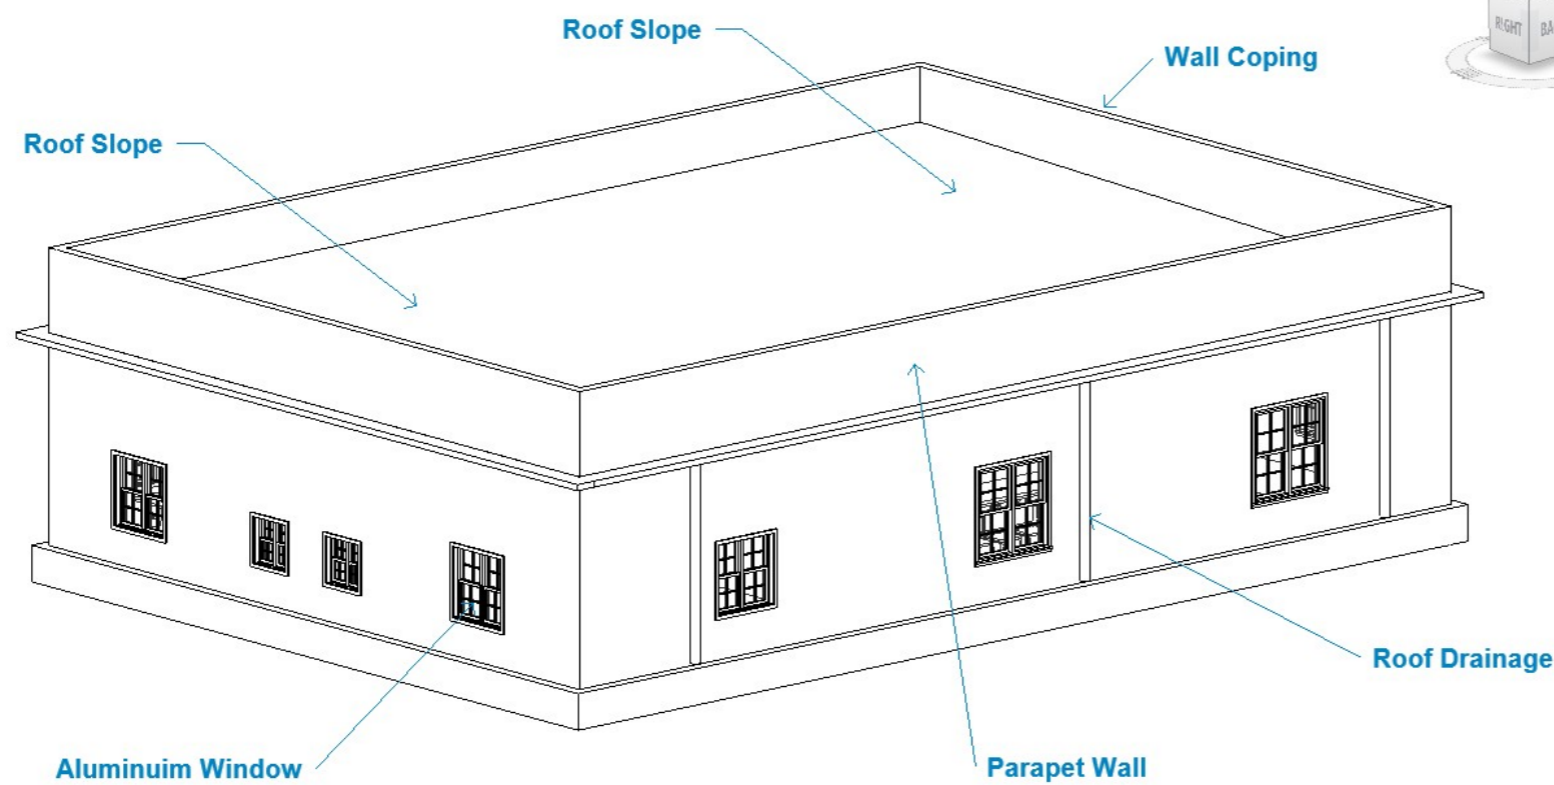 Roof Slope
Wall Coping
RIGHT
Roof Slope
Roof Drainage
Aluminuim Window
Parapet Wall